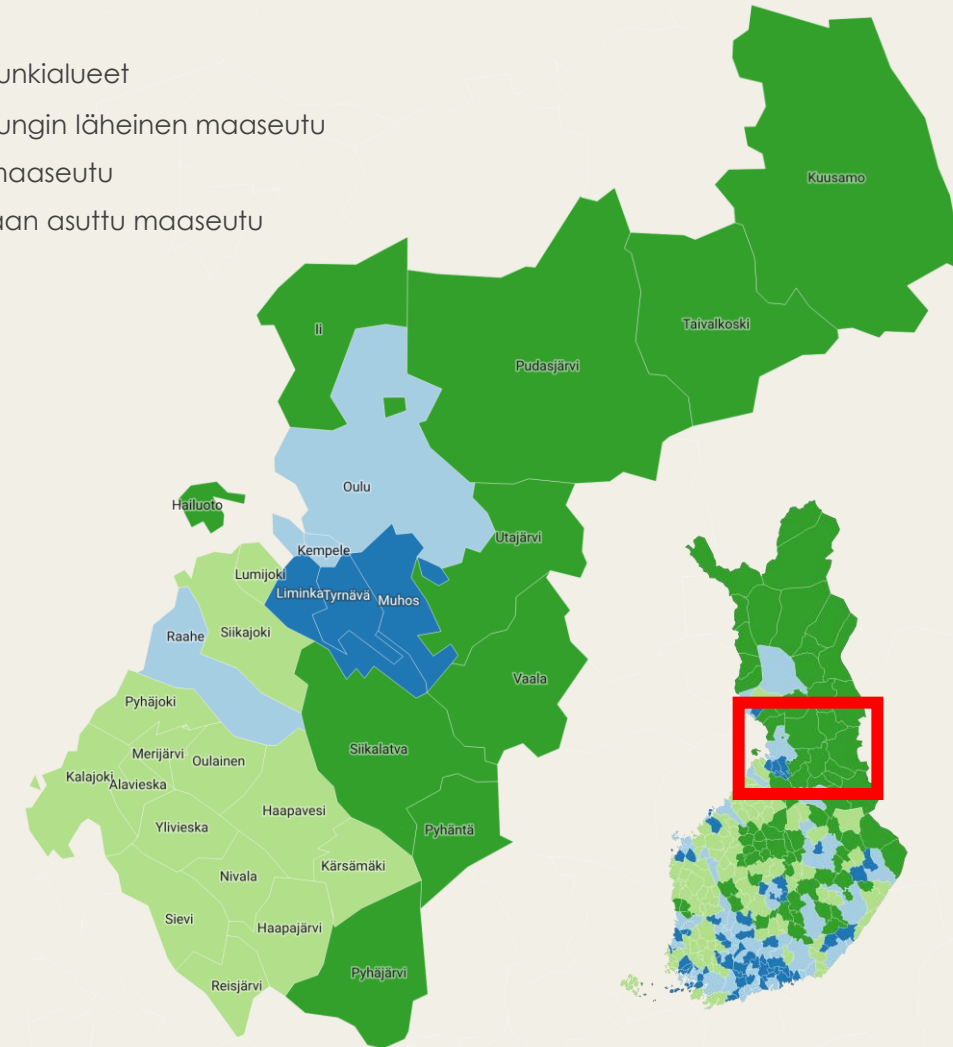 unkialueet
ungin läheinen maaseutu
maaseutu
aan asuttu maaseutu
Kuusamo
Ii
Taivalkoski
Pudasjärvi
Oulu
Hailuoto
Utajärvi
Kempele
Lumijoki
Liminka Tyrnävä Muhos
Raahe
Siikajoki
Vaala
Pyhäjoki
Siikalatva
Merijärvi
Oulainen
Kalajoki
Alavieska
Haapavesi
Ylivieska
Pyhäntä
Kärsämäki
Nivala
Sievi
Haapajärvi
Pyhäjärvi
Reisjärvi